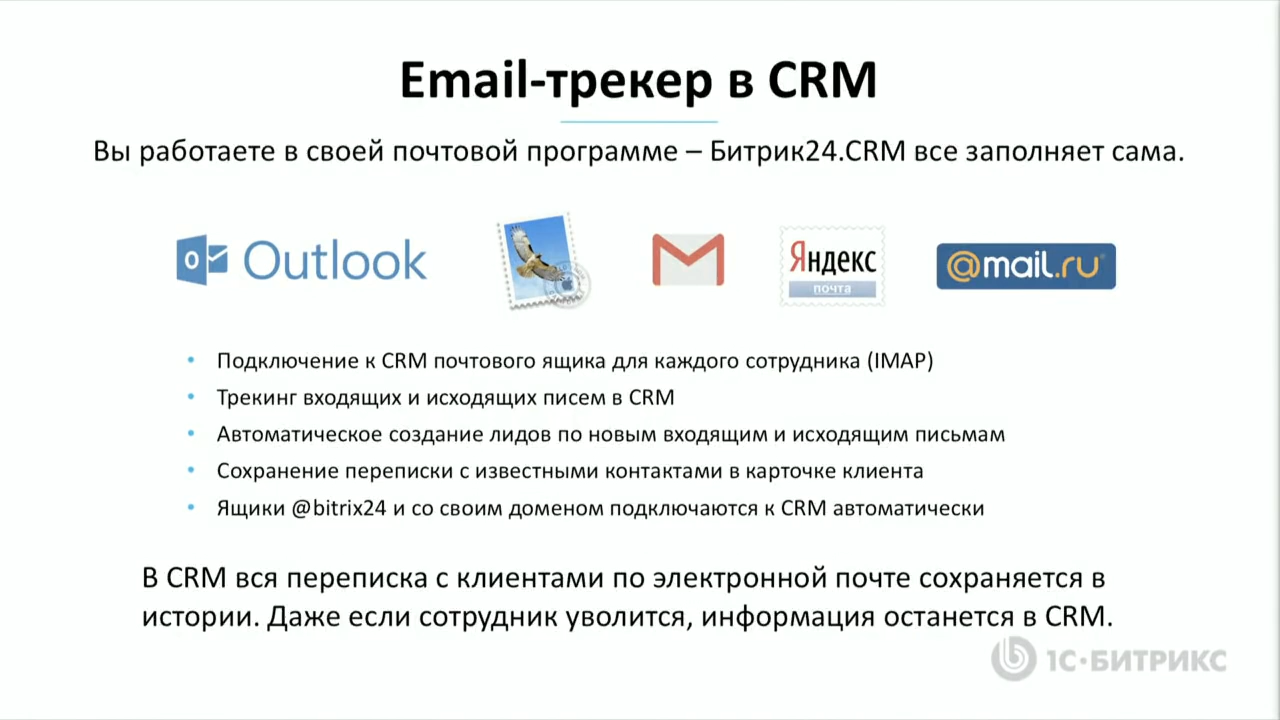 Email-трекер в CRM
Вы работаете в своей почтовой программе – Битрик24.CRM все заполняет сама.
Outlook
Яндекс
почта
@mail.ru
• Подключение к CRM почтового ящика для каждого сотрудника (IMAP)
• Трекинг входящих и исходящих писем в CRM
• Автоматическое создание лидов по новым входящим и исходящим письмам
• Сохранение переписки с известными контактами в карточке клиента
• Ящики @bitrix24 и со своим доменом подключаются к CRM автоматически
В CRM вся переписка с клиентами по электронной почте сохраняется в
истории. Даже если сотрудник уволится, информация останется в CRM.
1С·БИТРИКС